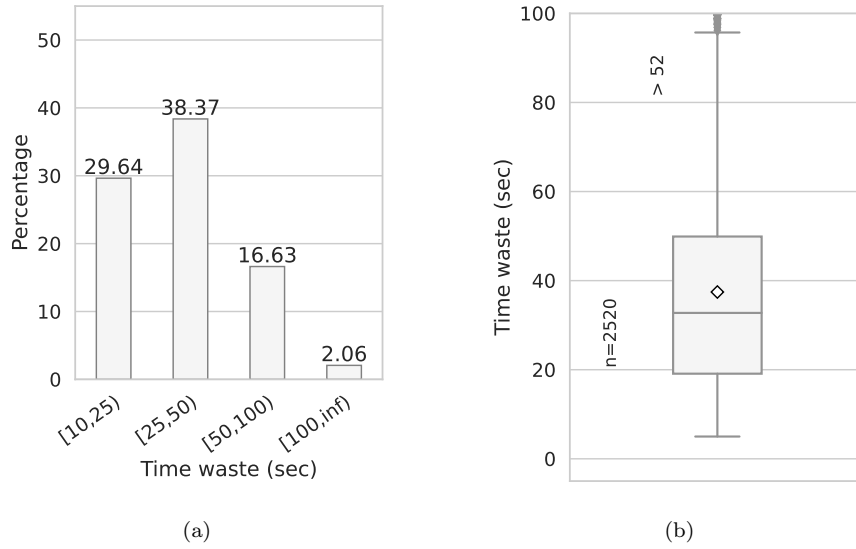 50
40
30
20
10
0
Percentage
29.64
38.37
16.63
2.06
[10,25)
[25,50)
[50,100)
[100,inf)
Time waste (sec)
(a)
100
80
60
40
20
0
Time waste (sec)
> 52
n=2520
(b)